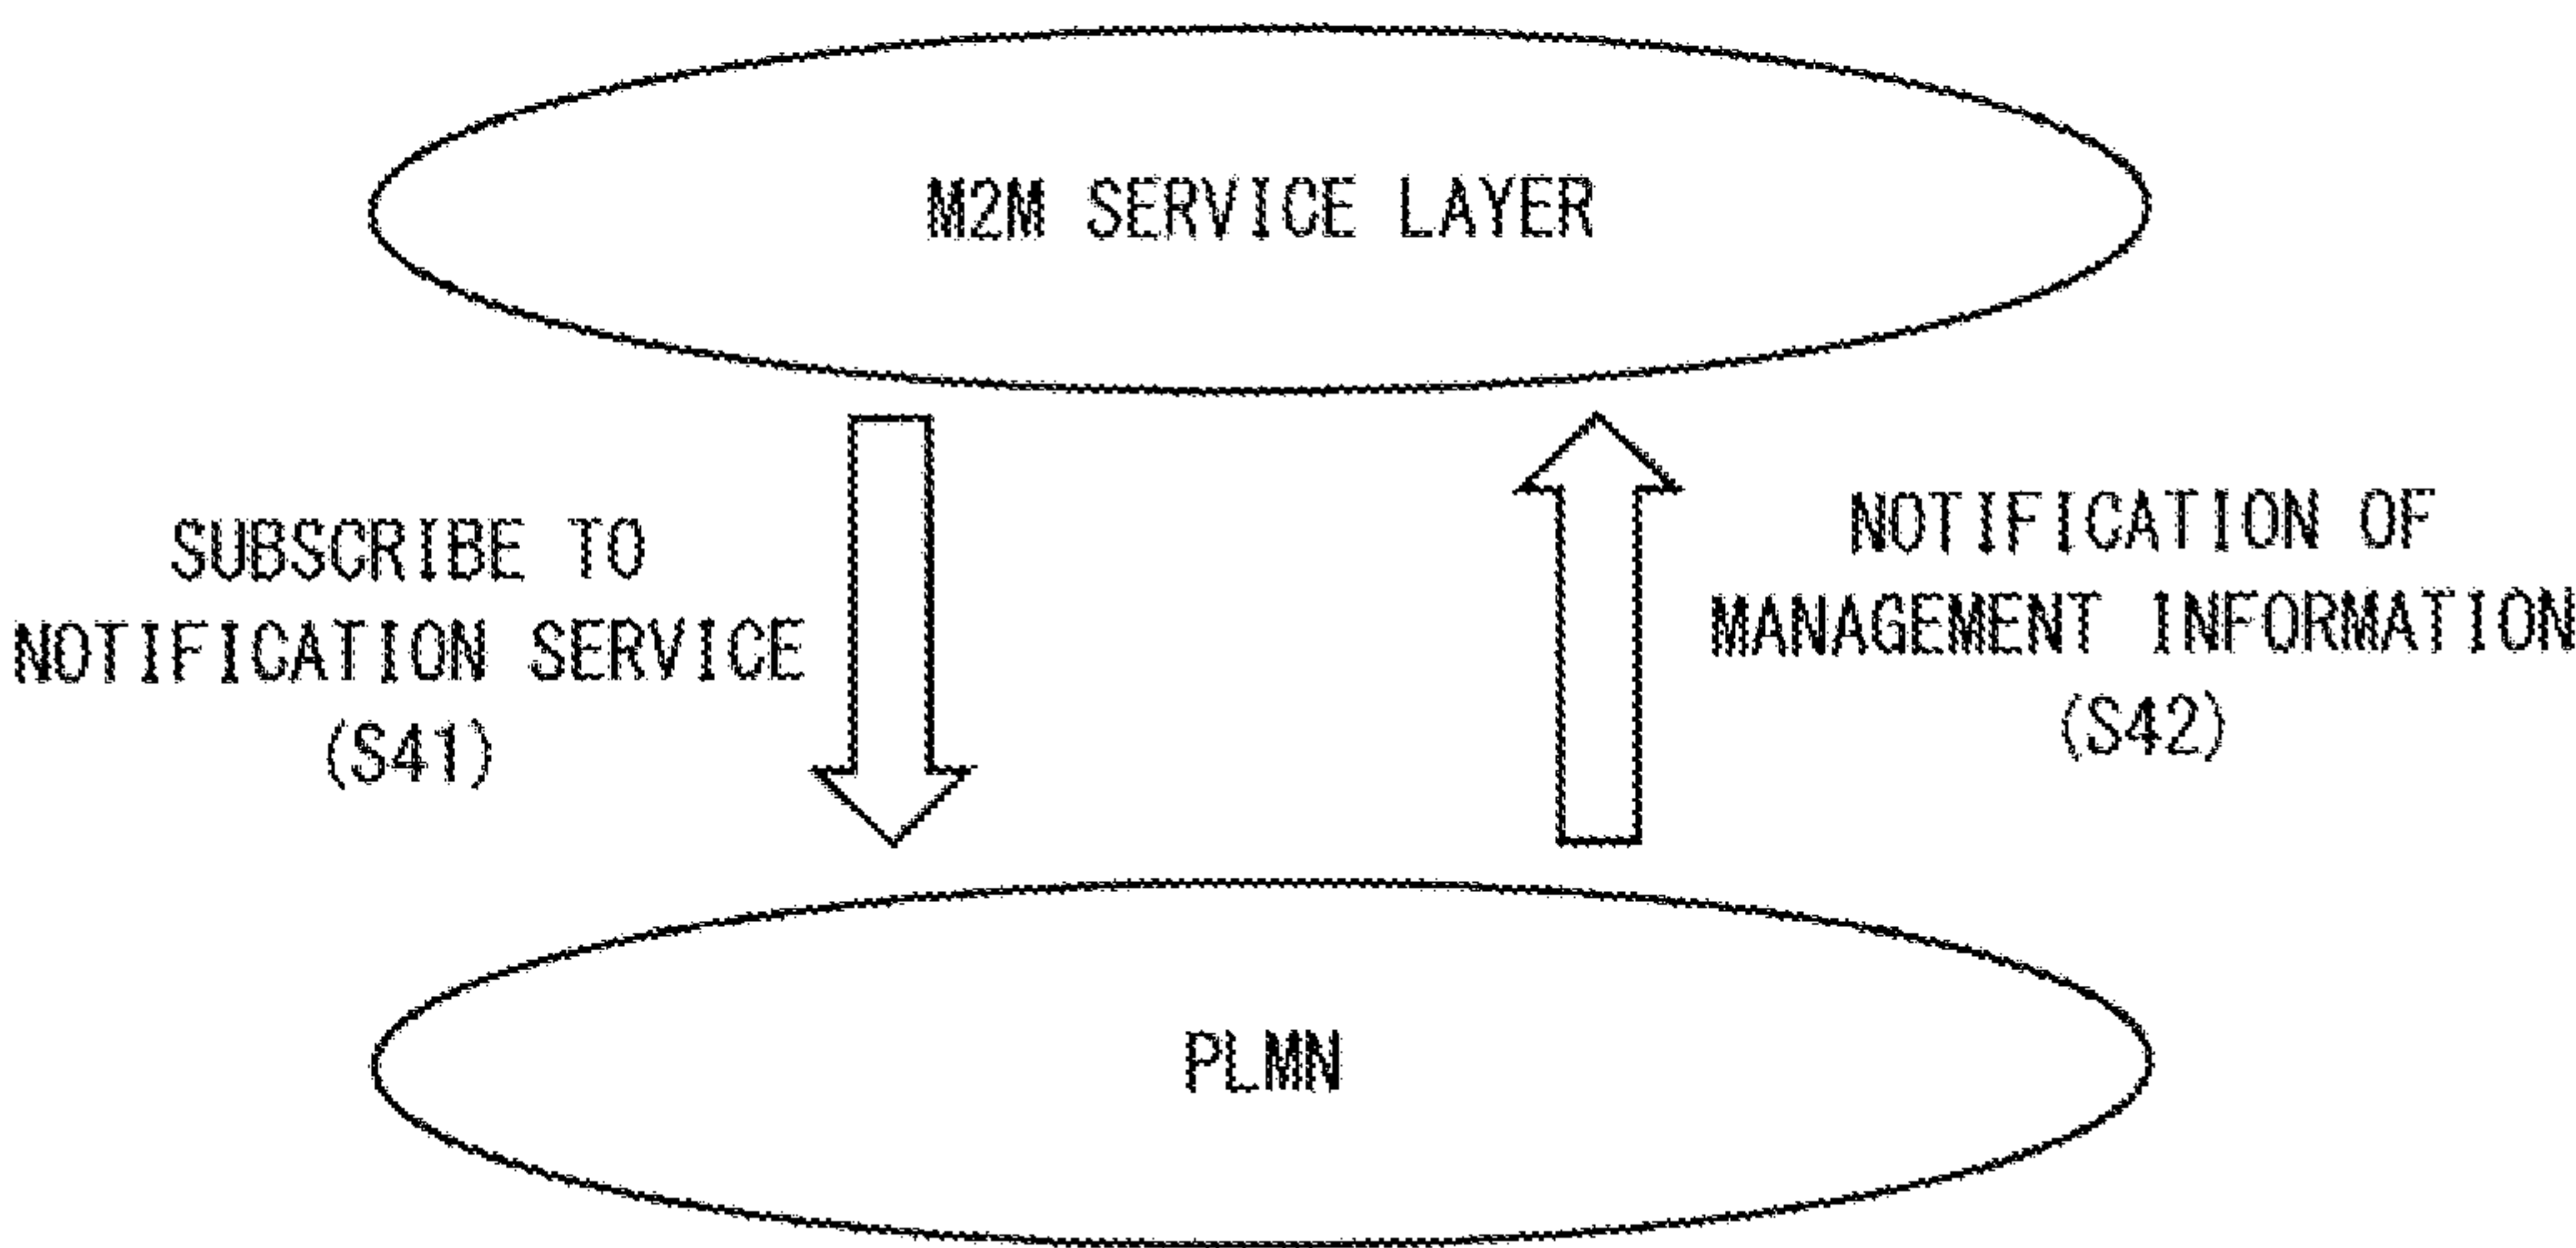 M2M SERVICE LAYER
SUBSCRIBE TO
NOTIFICATION SERVICE
(S41)
NOTIFICATION OF
MANAGEMENT INFORMATION
(S42)
PLMN